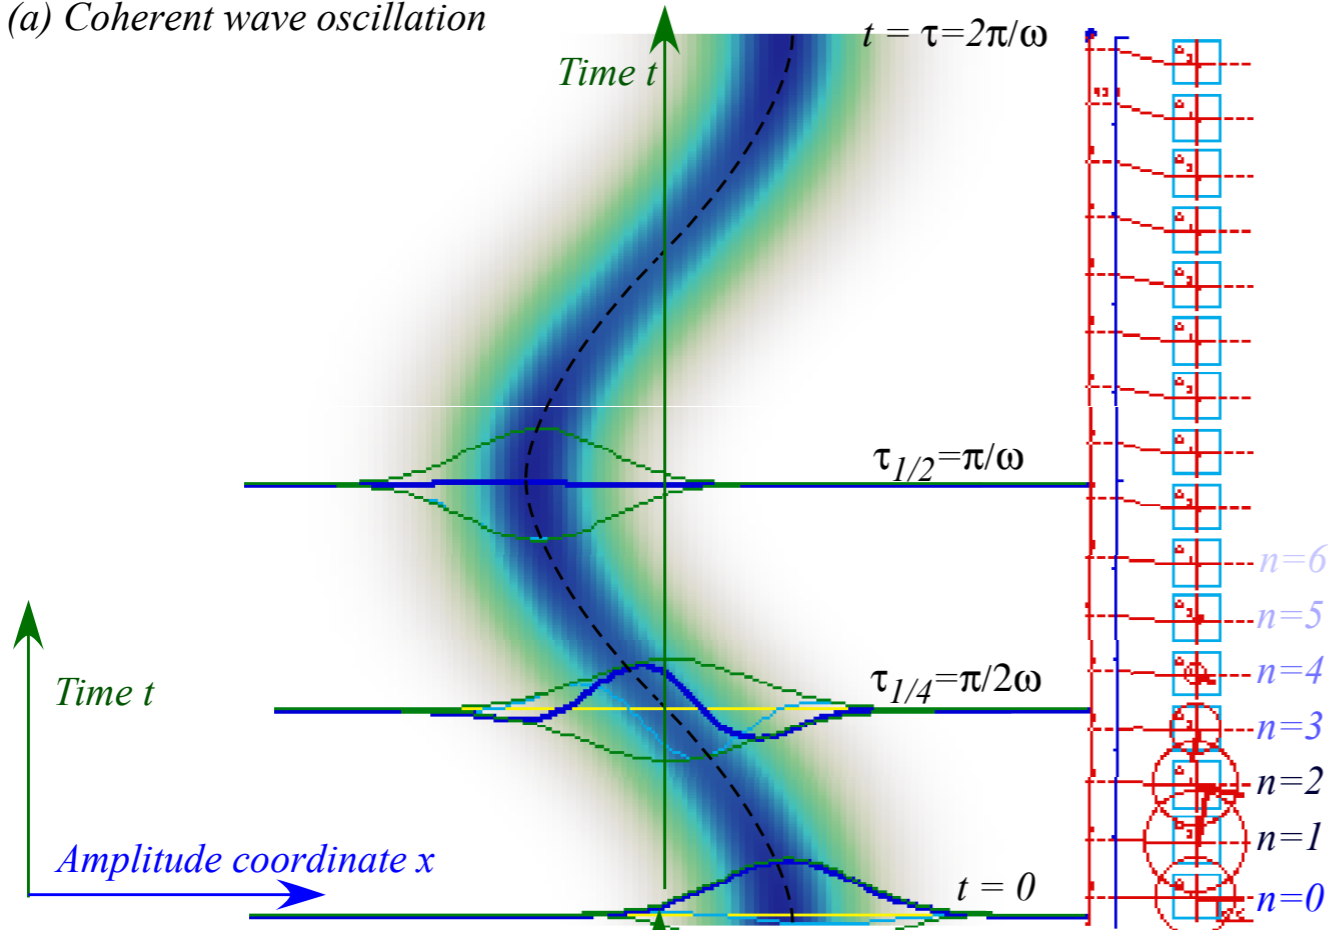 (a) Coherent wave oscillation
t = τ=2π/ω
Time t
τ1/2=π/ω
n=6
n=5
n=4
Time t
τ1/4=π/2ω
n=3
n=2
n=1
Amplitude coordinate x
t = 0
n=0